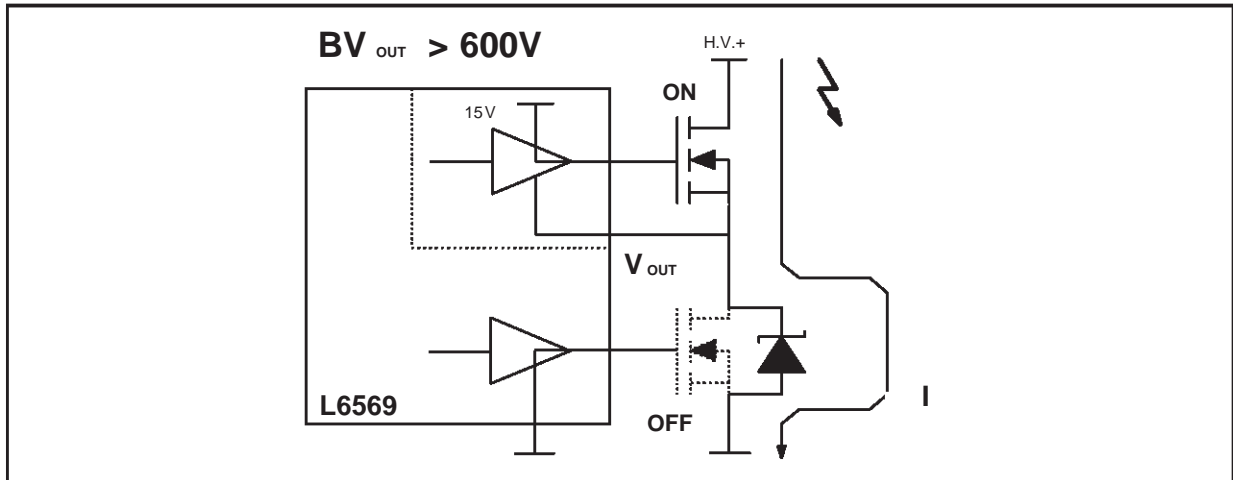 BV OUT > 600V
H.V.+
ON
15V
V OUT
L6569
OFF
I